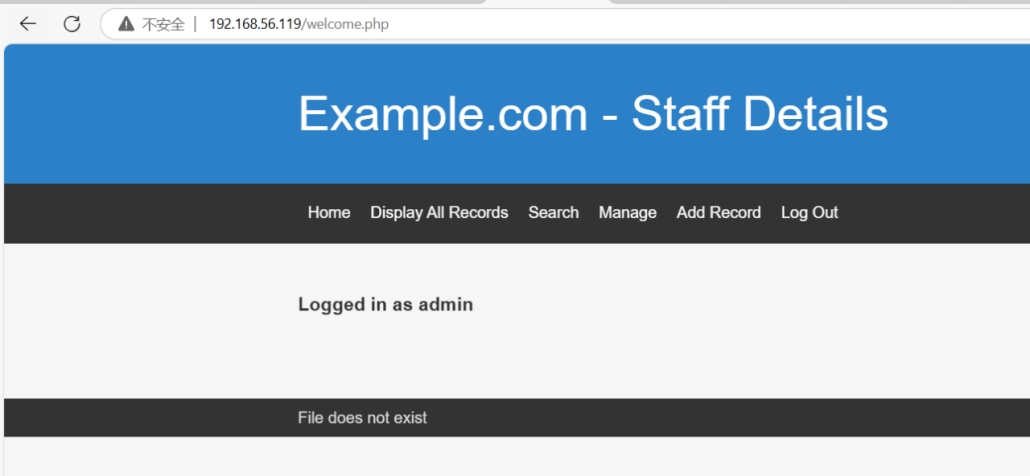 不安全 | 192.168.56.119/welcome.php
Example.com - Staff Details
Home Display All Records Search Manage Add Record Log Out
Logged in as admin
File does not exist